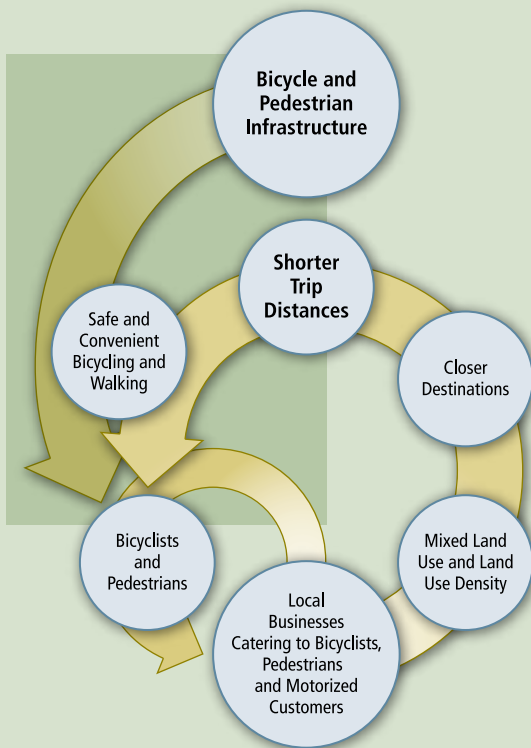 Bicycle and
Pedestrian
Infrastructure
Shorter
Trip
Distances
Safe and
Convenient
Bicycling and
Walking
Closer
Destinations
Bicyclists
and
Pedestrians
Mixed Land
Use and Land
Use Density
Local
Businesses
Catering to Bicyclists,
Pedestrians
and Motorized
Customers